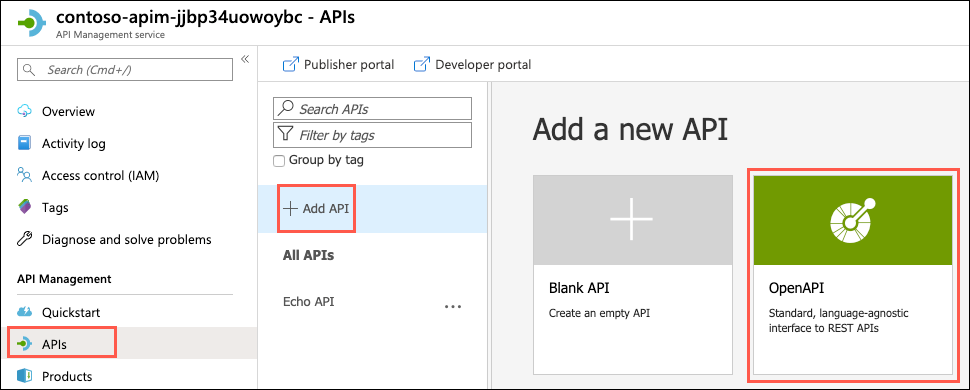 contoso-apim-jjbp34uowoybc - APIs
API Management service
Search (Cmd+/)
«
Overview
Activity log
Access control (IAM)
Tags
Diagnose and solve problems
API Management
Quickstart
APIs
Products
Publisher portal
Developer portal
Search APIs
Filter by tags
Group by tag
+ Add API
All APIs
Echo API
...
Add a new API
Blank API
Create an empty API
OpenAPI
Standard, language-agnostic
interface to REST APIs